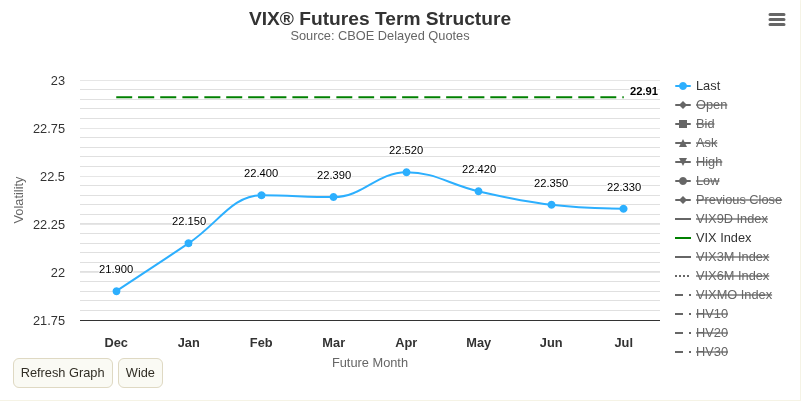 VIX® Futures Term Structure
Source: CBOE Delayed Quotes
Volatility
23
22.75
22.5
22.25
22
21.75
22.91
21.900
22.150
22.400
22.390
22.520
22.420
22.350
22.330
Dec Jan Feb Mar Apr May Jun Jul
Future Month
Last
Open
Bid
Ask
High
Low
Previous Close
VIX9D Index
VIX Index
VIX3M Index
VIX6M Index
VIXMO Index
HV10
HV20
HV30
Refresh Graph Wide